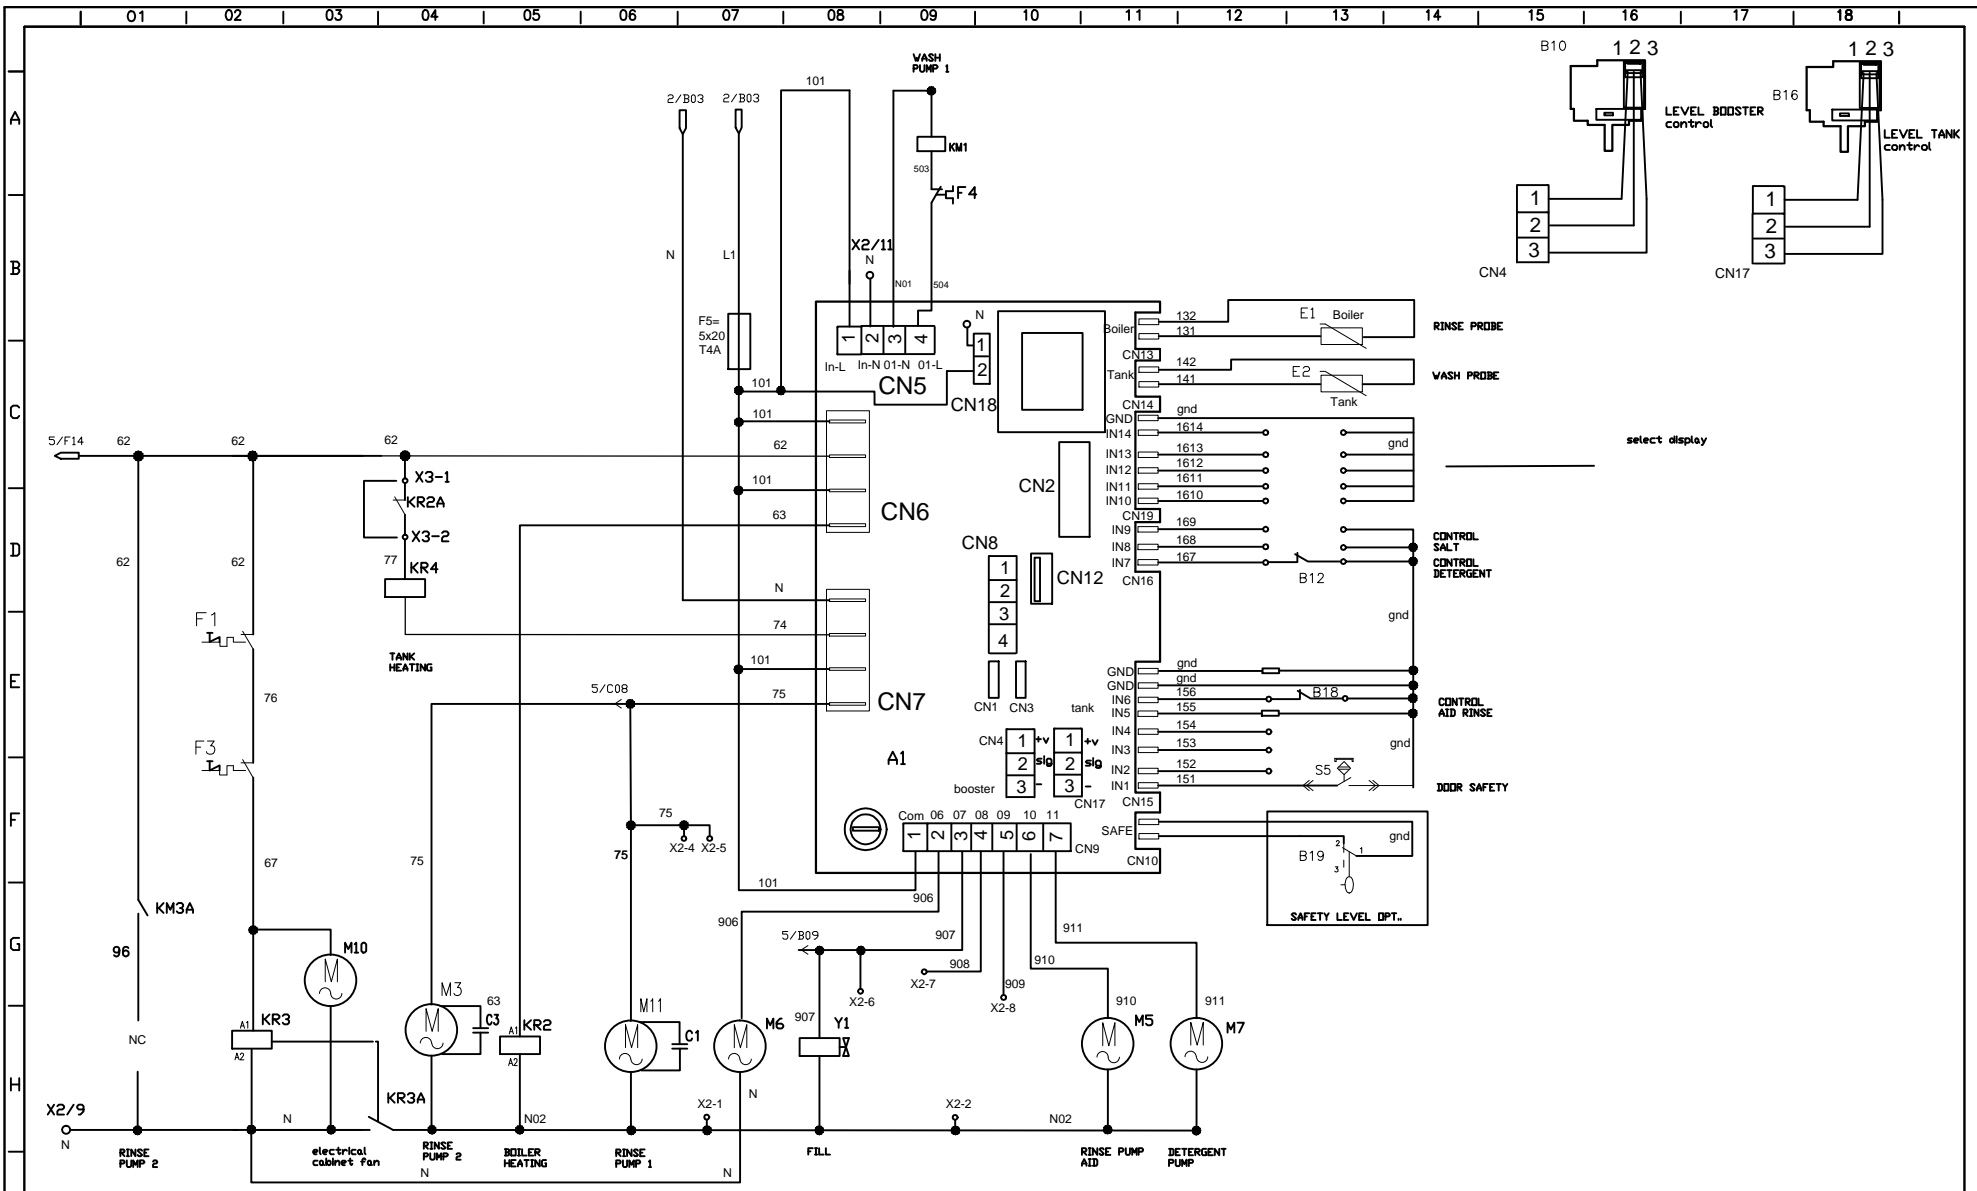 01 02 03 04 05 06 07 08 09 10 11 12 13 14 15 16 17 18
A
B
C
D
E
F
G
H
WASH
PUMP 1
101
2/B03
2/B03
KM1
503
F4
X2/11
N
N
L1
N01
504
F5=
5x20
T4A
1 2 3 4
In-L
In-N
01-N
01-L
CN5
N
1
2
CN18
B10
1 2 3
LEVEL BOOSTER
control
1
2
3
CN4
B16
1 2 3
LEVEL TANK
control
1
2
3
CN17
Boiler
132
131
CN13
E1
Boiler
RINSE PROBE
Tank
142
141
CN14
E2
Tank
WASH PROBE
GND
gnd
IN14
1614
IN13
1613
IN12
1612
IN11
1611
IN10
1610
CN19
gnd
select display
IN9
169
IN8
168
IN7
167
CN16
B12
CONTROL
SALT
CONTROL
DETERGENT
gnd
GND
gnd
GND
gnd
IN6
156
B18
IN5
155
IN4
154
IN3
153
IN2
152
IN1
151
CN15
CONTROL
AID RINSE
gnd
S5
DOOR SAFETY
SAFE
CN10
gnd
B19
2
1
3
SAFETY LEVEL OPT..
101
101
62
101
63
CN6
CN2
CN8
1
2
3
4
CN12
N
74
101
75
CN7
CN1
CN3
tank
CN4
1
2
3
+v
sig
-
booster
1
2
3
+v
sig
-
CN17
A1
Com 06 07 08 09 10 11
1 2 3 4 5 6 7
CN9
5/F14
62
62
62
X3-1
KR2A
X3-2
77
KR4
TANK
HEATING
62
62
F1
76
F3
67
5/C08
75
75
75
X2-4
X2-5
101
906
906
KM3A
96
NC
M10
5/B09
907
908
X2-7
X2-6
909
X2-8
910
911
M3
63
C3
A1
KR3
A2
A1
KR2
A2
M11
C1
M6
907
Y1
910
M5
911
M7
M
M
M
M
M
M
KR3A
X2/9
N
N
N02
X2-1
N
X2-2
N02
RINSE
PUMP 2
electrical
cabinet fan
RINSE
PUMP 2
BOILER
HEATING
RINSE
PUMP 1
FILL
RINSE PUMP
AID
DETERGENT
PUMP
N
N